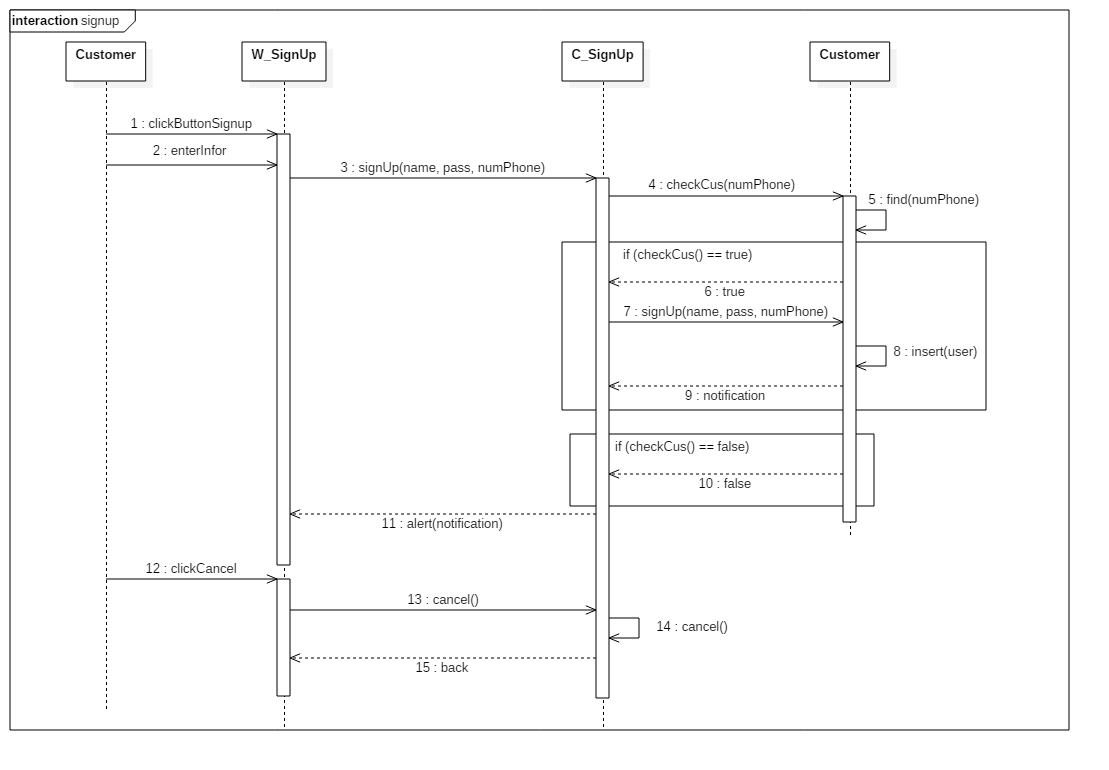 interaction signup
Customer
W_SignUp
C_SignUp
Customer
1 : clickButtonSignup
2 : enterInfor
3 : signUp(name, pass, numPhone)
4 : checkCus(numPhone)
5 : find(numPhone)
if (checkCus() == true)
6 : true
7 : signUp(name, pass, numPhone)
8 : insert(user)
9 : notification
if (checkCus() == false)
10 : false
11 : alert(notification)
12 : clickCancel
13 : cancel()
14 : cancel()
15 : back